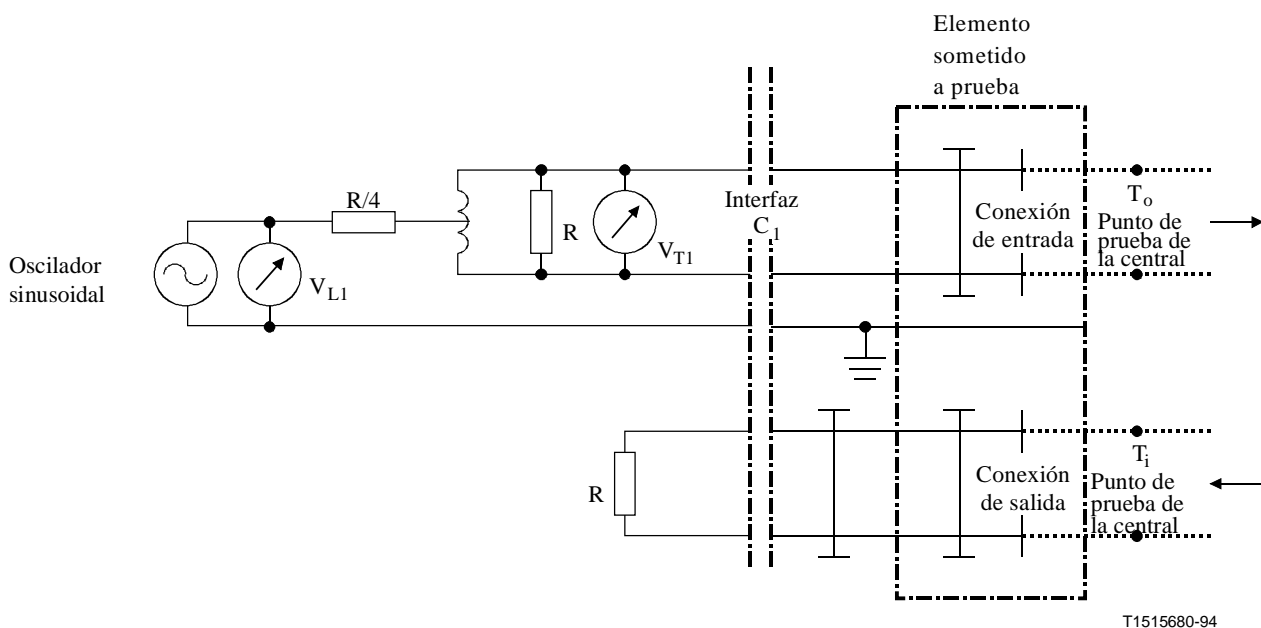 Elemento
sometido
a prueba
R/4
Interfaz
C1
R
VT1
VL1
Oscilador
sinusoidal
Conexión
de entrada
To
Punto de
prueba de
la central
R
Conexión
de salida
Ti
Punto de
prueba de
la central
T1515680-94